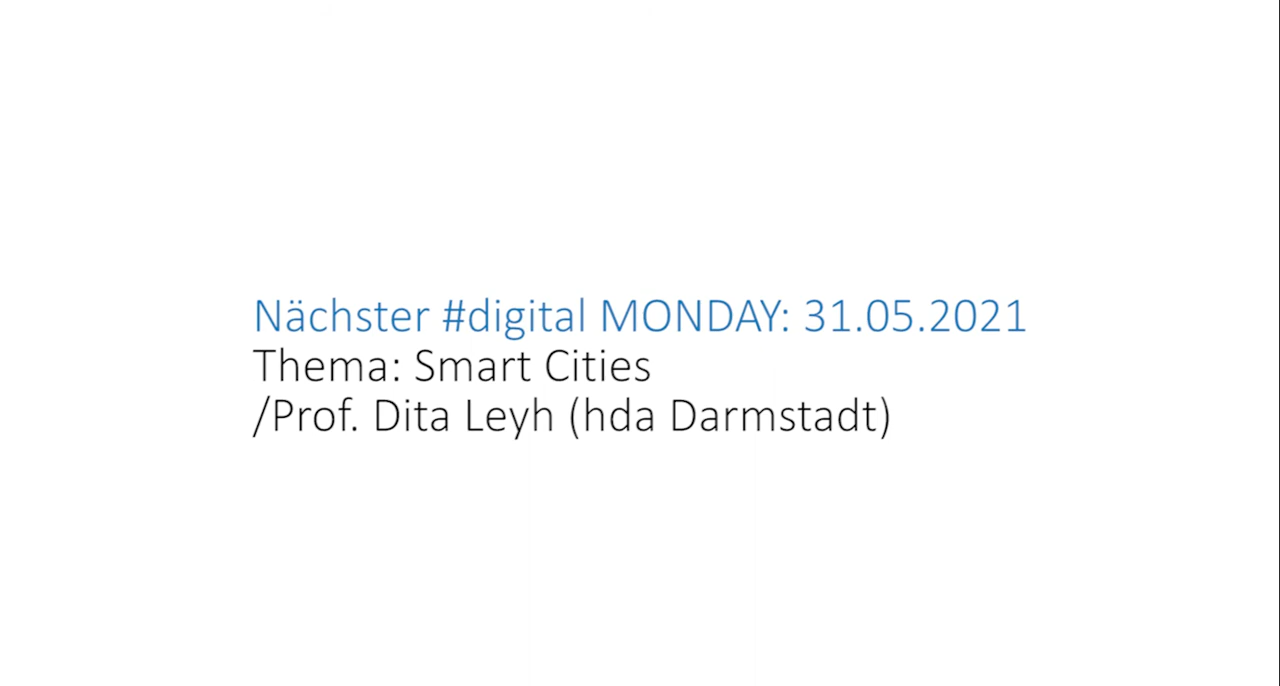 Nächster #digital MONDAY: 31.05.2021
Thema: Smart Cities
/Prof. Dita Leyh (hda Darmstadt)